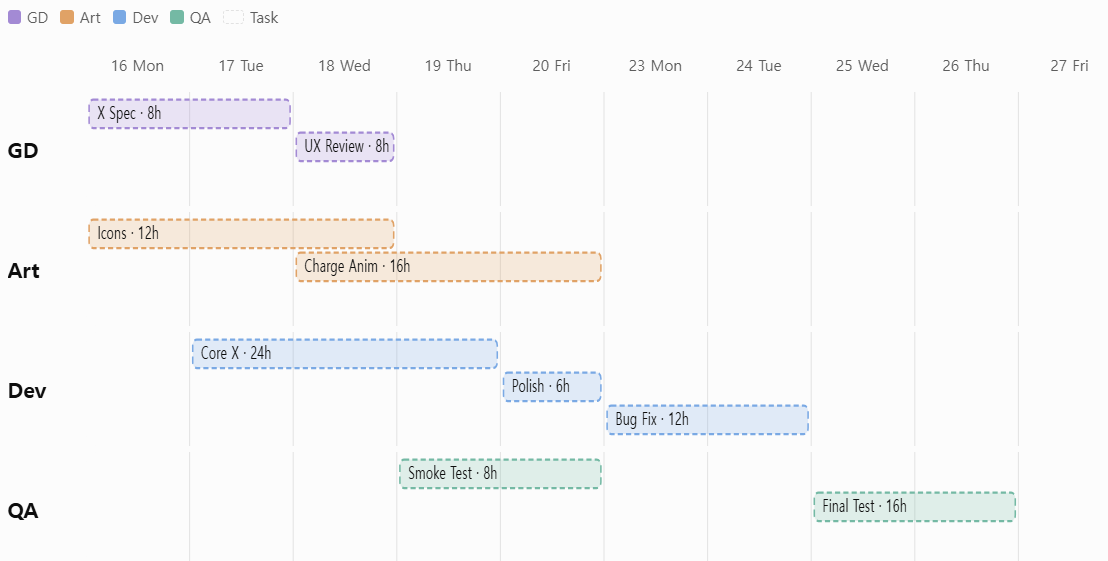 GD Art Dev QA Task
16 Mon 17 Tue 18 Wed 19 Thu 20 Fri 23 Mon 24 Tue 25 Wed 26 Thu 27 Fri
GD
X Spec · 8h
UX Review · 8h
Art
Icons · 12h
Charge Anim · 16h
Dev
Core X · 24h
Polish · 6h
Bug Fix · 12h
QA
Smoke Test · 8h
Final Test · 16h